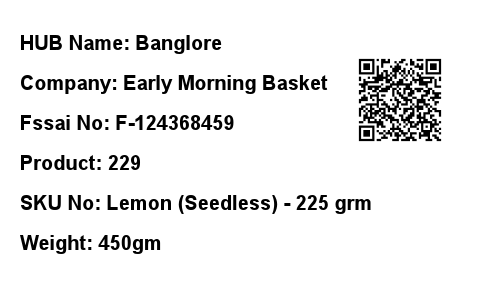 HUB Name: Banglore
Company: Early Morning Basket
Fssai No: F-124368459
Product: 229
SKU No: Lemon (Seedless) - 225 grm
Weight: 450gm